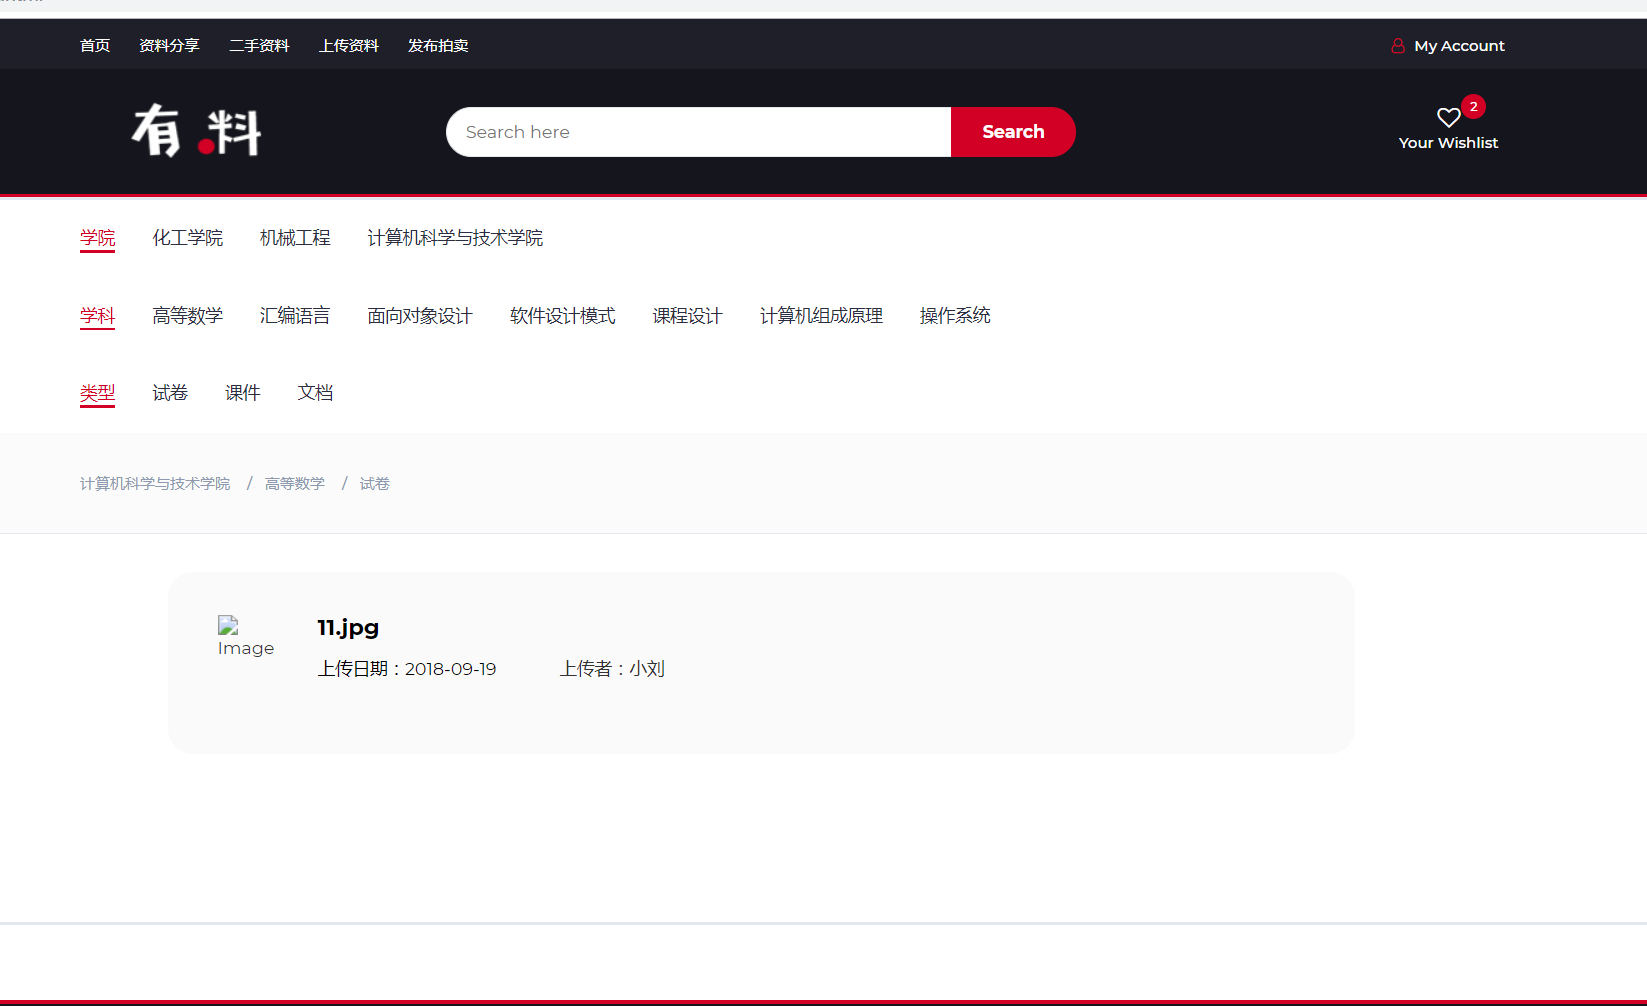 首页 资料分享 二手资料 上传资料 发布拍卖 My Account
有.料 Search here Search 2
Your Wishlist
学院 化工学院 机械工程 计算机科学与技术学院
学科 高等数学 汇编语言 面向对象设计 软件设计模式 课程设计 计算机组成原理 操作系统
类型 试卷 课件 文档
计算机科学与技术学院 / 高等数学 / 试卷
11.jpg
Image
上传日期：2018-09-19 上传者：小刘